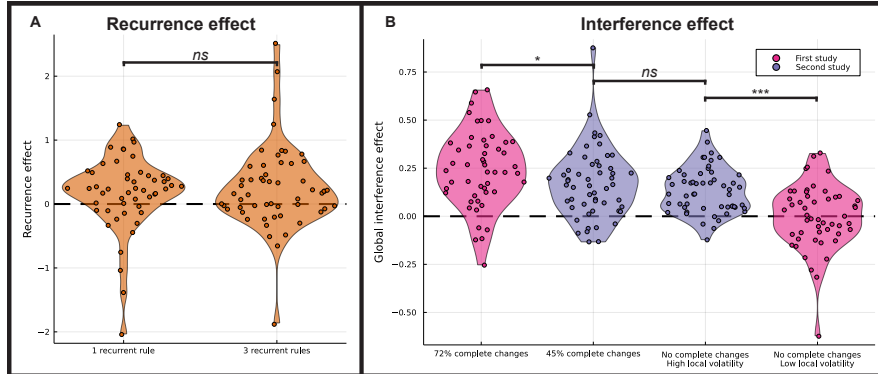 A
Recurrence effect
ns
Recurrence effect
2
1
0
−1
−2
1 recurrent rule
3 recurrent rules
B
Interference effect
First study
Second study
*
ns
***
Global interference effect
0.75
0.50
0.25
0.00
−0.25
−0.50
72% complete changes
45% complete changes
No complete changes
High local volatility
No complete changes
Low local volatility